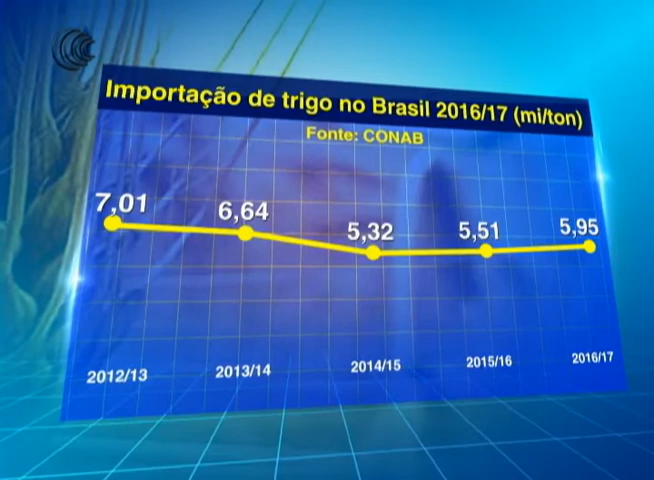 Importação de trigo no Brasil 2016/17 (mi/ton)
Fonte: CONAB
7,01 6,64 5,32 5,51 5,95
2012/13 2013/14 2014/15 2015/16 2016/17